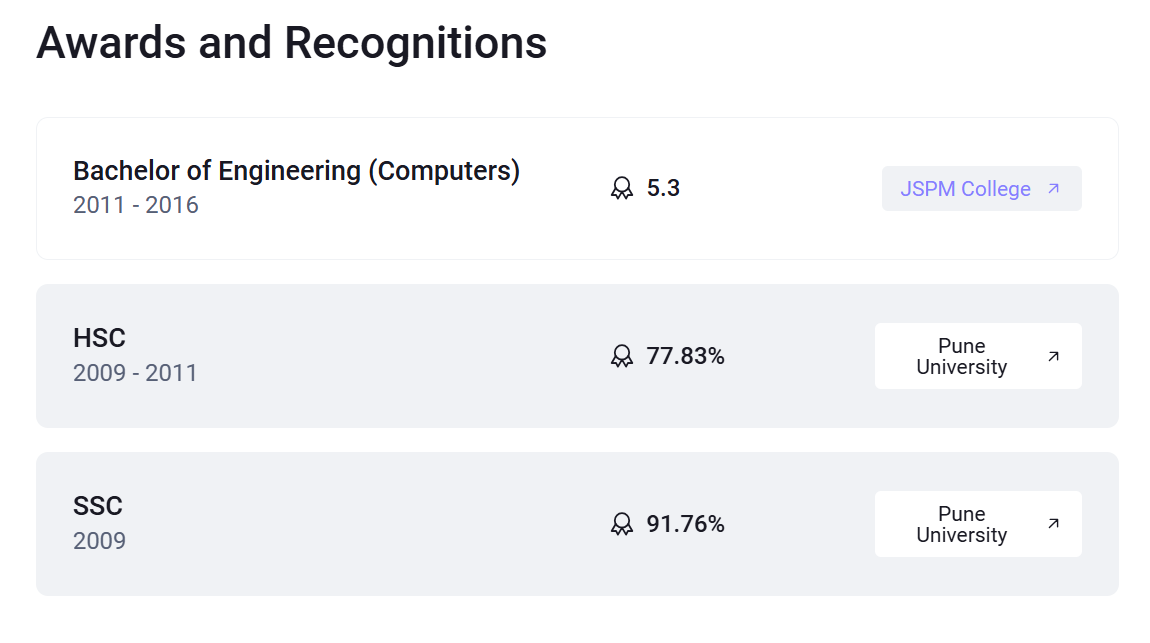 Awards and Recognitions
Bachelor of Engineering (Computers)
2011 - 2016
5.3
JSPM College
HSC
2009 - 2011
77.83%
Pune
University
SSC
2009
91.76%
Pune
University